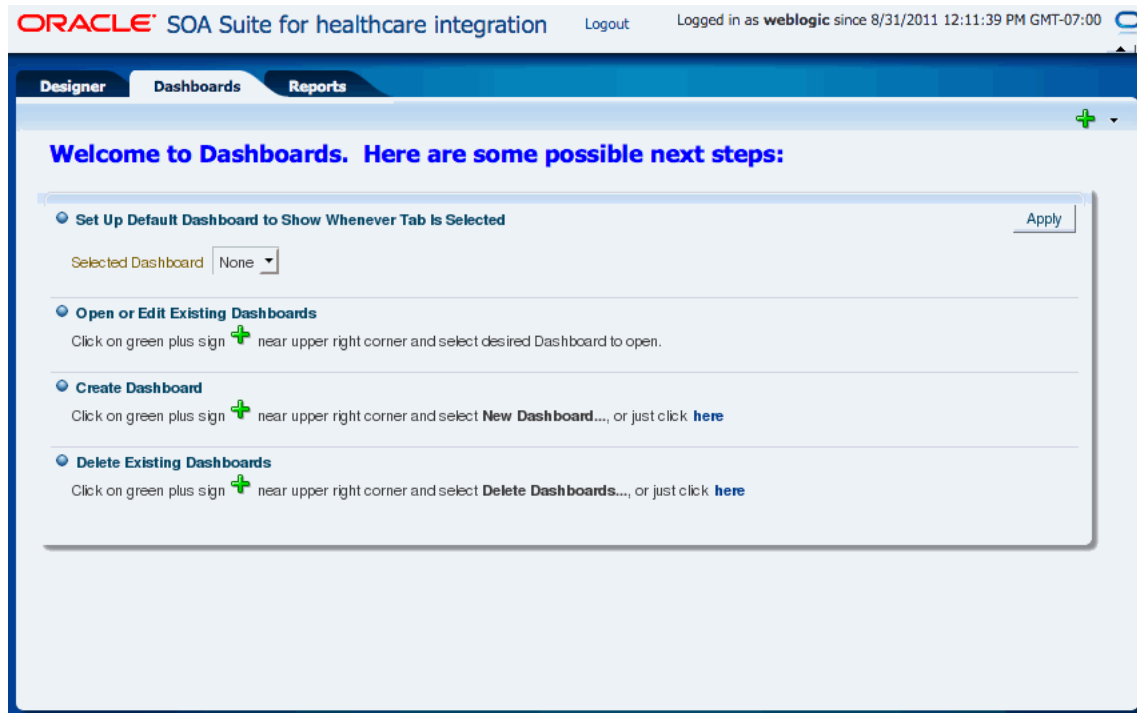 ORACLE SOA Suite for healthcare integration Logout Logged in as weblogic since 8/31/2011 12:11:39 PM GMT-07:00
Designer Dashboards Reports
Welcome to Dashboards. Here are some possible next steps:
Set Up Default Dashboard to Show Whenever Tab Is Selected Apply
Selected Dashboard None
Open or Edit Existing Dashboards
Click on green plus sign near upper right corner and select desired Dashboard to open.
Create Dashboard
Click on green plus sign near upper right corner and select New Dashboard..., or just click here
Delete Existing Dashboards
Click on green plus sign near upper right corner and select Delete Dashboards..., or just click here